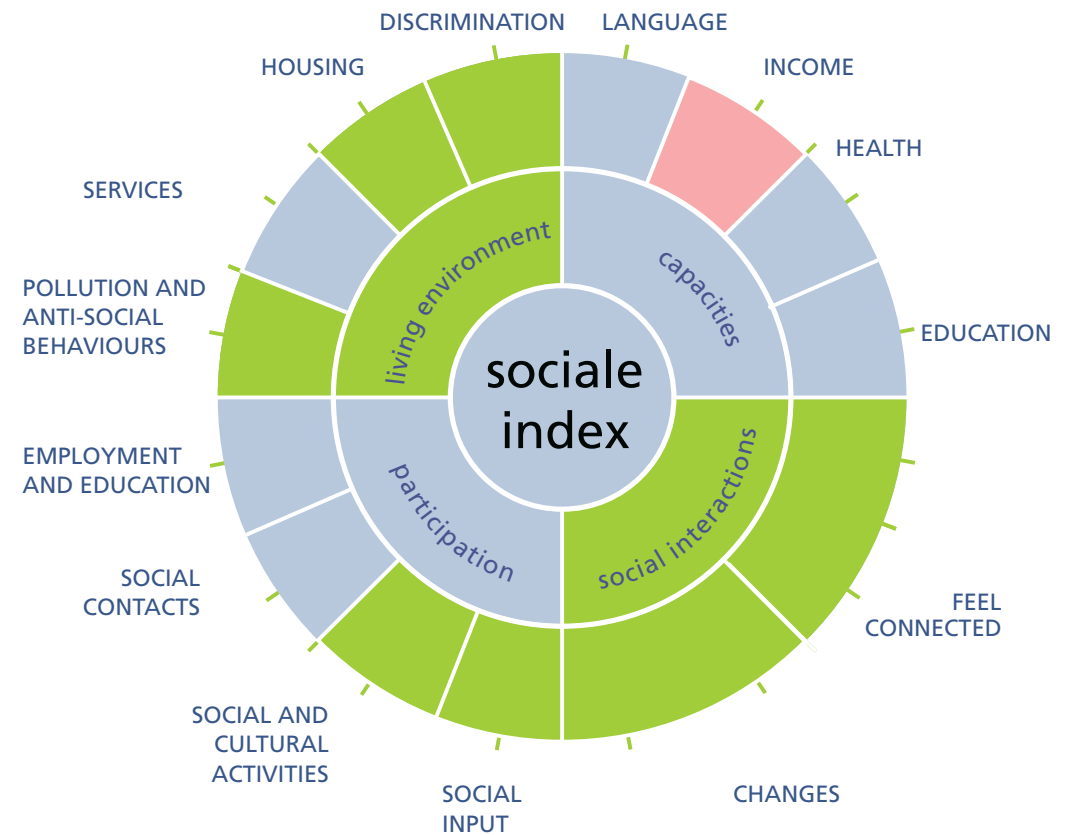 DISCRIMINATION
LANGUAGE
HOUSING
INCOME
HEALTH
SERVICES
living environment
capacities
POLLUTION AND
ANTI-SOCIAL
BEHAVIOURS
EDUCATION
sociale
index
EMPLOYMENT
AND EDUCATION
participation
social interactions
SOCIAL
CONTACTS
FEEL
CONNECTED
SOCIAL AND
CULTURAL
ACTIVITIES
SOCIAL
INPUT
CHANGES